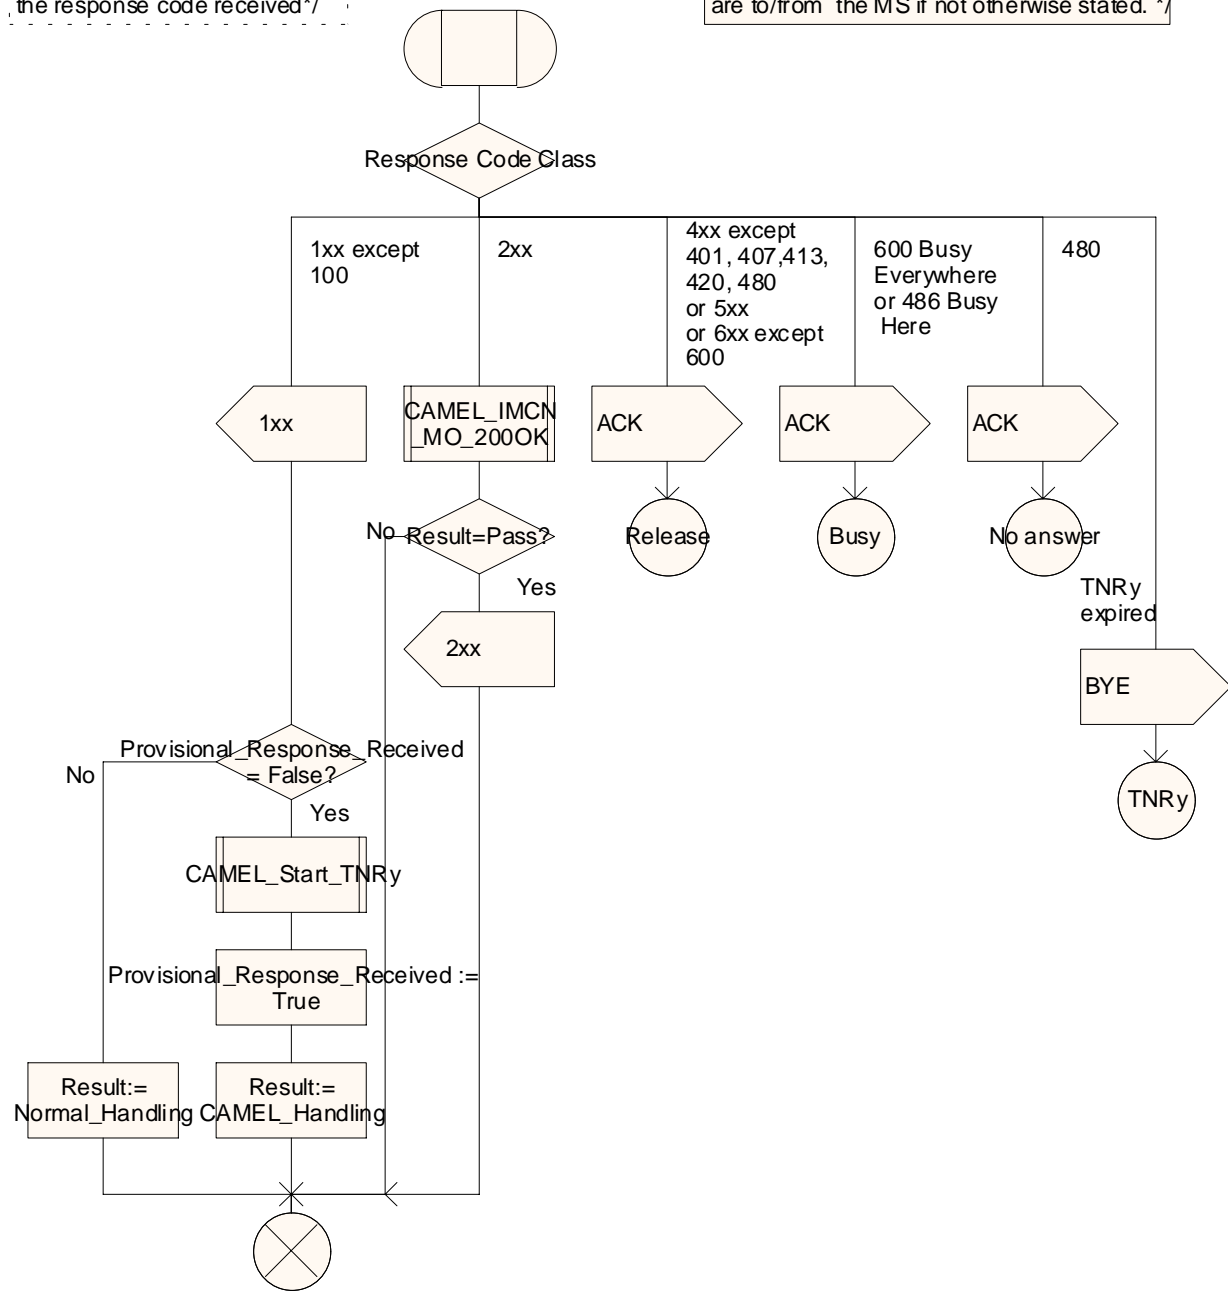 the response code received*/
are to/from the MS if not otherwise stated. */
Response Code Class
1xx except
100
2xx
4xx except
401, 407,413,
420, 480
or 5xx
or 6xx except
600
600 Busy
Everywhere
or 486 Busy
Here
480
1xx
CAMEL_IMCN
_MO_200OK
ACK
ACK
ACK
No
Result=Pass?
Release
Busy
No answer
Yes
TNRy
expired
2xx
BYE
Provisional_Response_Received
= False?
No
Yes
TNRy
CAMEL_Start_TNRy
Provisional_Response_Received :=
True
Result:=
Normal_Handling
Result:=
CAMEL_Handling